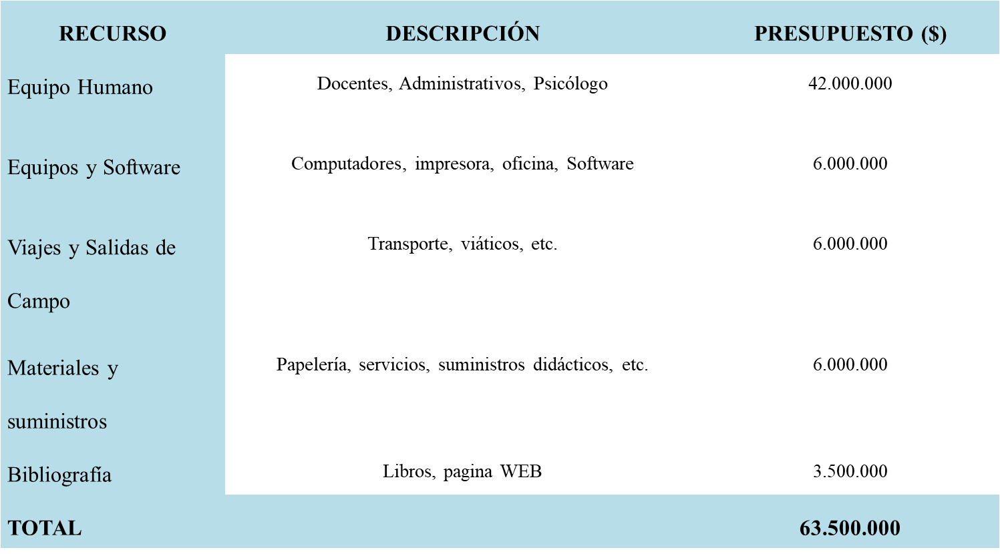 RECURSO DESCRIPCIÓN PRESUPUESTO ($)
Equipo Humano Docentes, Administrativos, Psicólogo 42.000.000
Equipos y Software Computadores, impresora, oficina, Software 6.000.000
Viajes y Salidas de Transporte, viáticos, etc. 6.000.000
Campo
Materiales y Papelería, servicios, suministros didácticos, etc. 6.000.000
suministros
Bibliografía Libros, pagina WEB 3.500.000
TOTAL 63.500.000